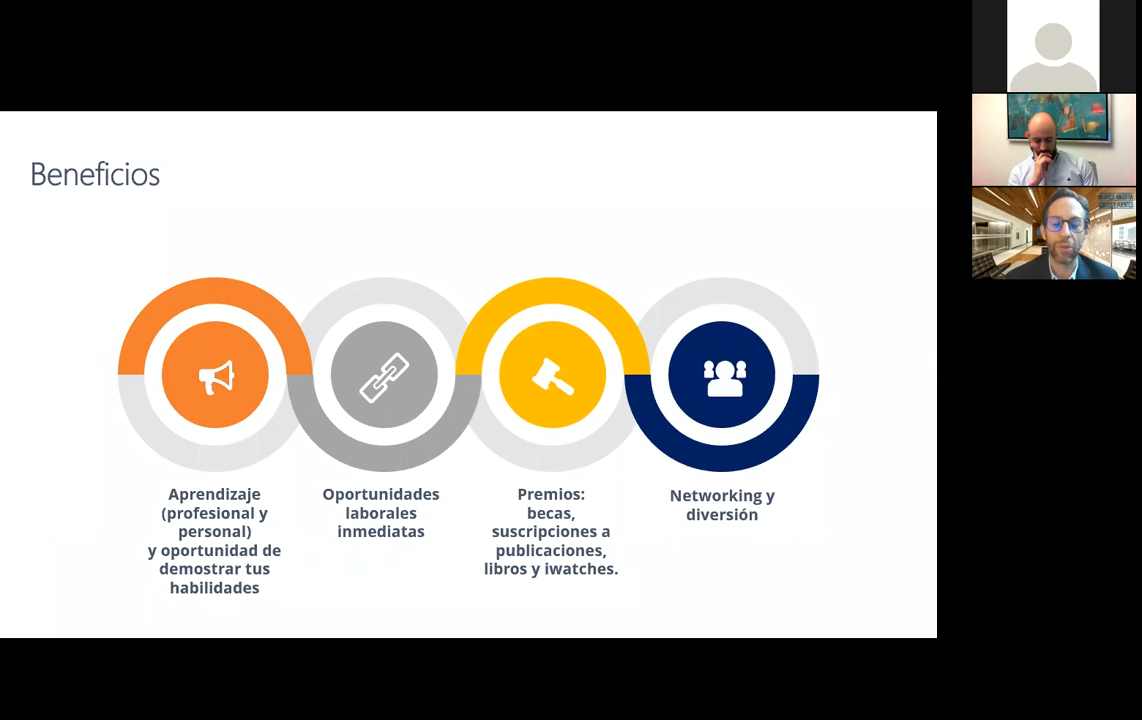 Beneficios
Aprendizaje
(profesional y
personal)
y oportunidad de
demostrar tus
habilidades
Oportunidades
laborales
inmediatas
Premios:
becas,
suscripciones a
publicaciones,
libros y iwatches.
Networking y
diversión